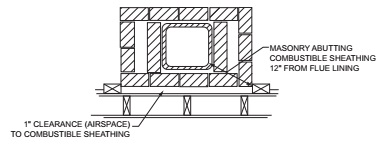 MASONRY ABUTTING
COMBUSTIBLE SHEATHING
12" FROM FLUE LINING
1" CLEARANCE (AIRSPACE)
TO COMBUSTIBLE SHEATHING